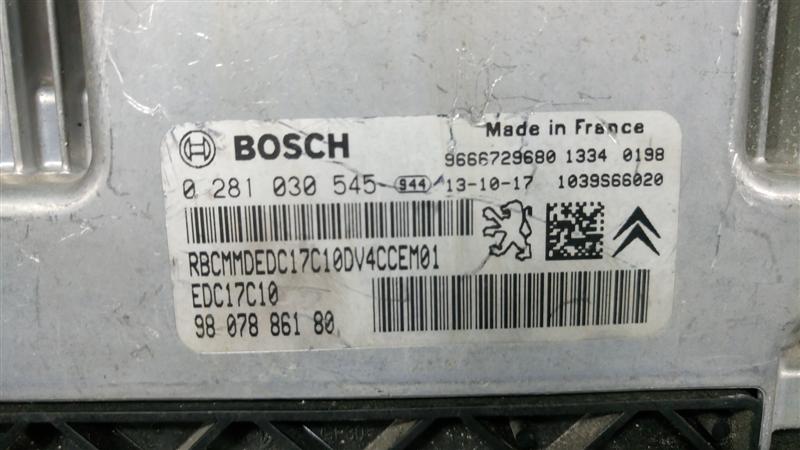 BOSCH
Made in France
9666729680 1334 0198
0 281 030 545 944 13-10-17 1039S66020
RBCMMDEDC17C10DV4CCEM01
EDC17C10
98 078 861 80